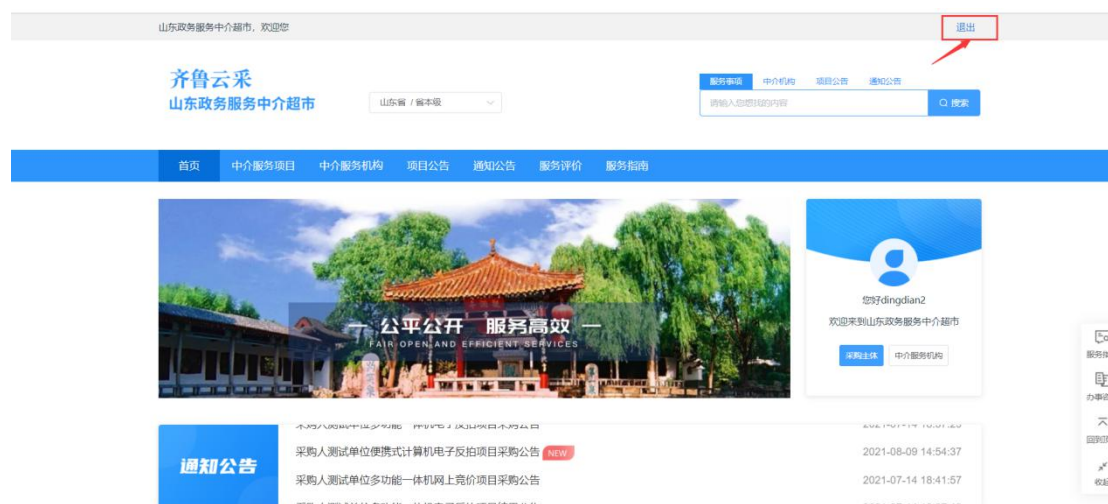 山东政务服务中介超市，欢迎您
退出
齐鲁云采
山东政务服务中介超市
山东省 / 省本级
服务事项 中介机构 项目公告 通知公告
请输入您想找的内容
搜索
首页 中介服务项目 中介服务机构 项目公告 通知公告 服务评价 服务指南
公平公开 服务高效
FAIR OPEN AND EFFICIENT SERVICES
您好dingdian2
欢迎来到山东政务服务中介超市
采购主体 中介服务机构
通知公告
采购人测试单位便携式计算机电子反拍项目采购公告 NEW 2021-08-09 14:54:37
采购人测试单位多功能一体机网上竞价项目采购公告 2021-07-14 18:41:57
收起